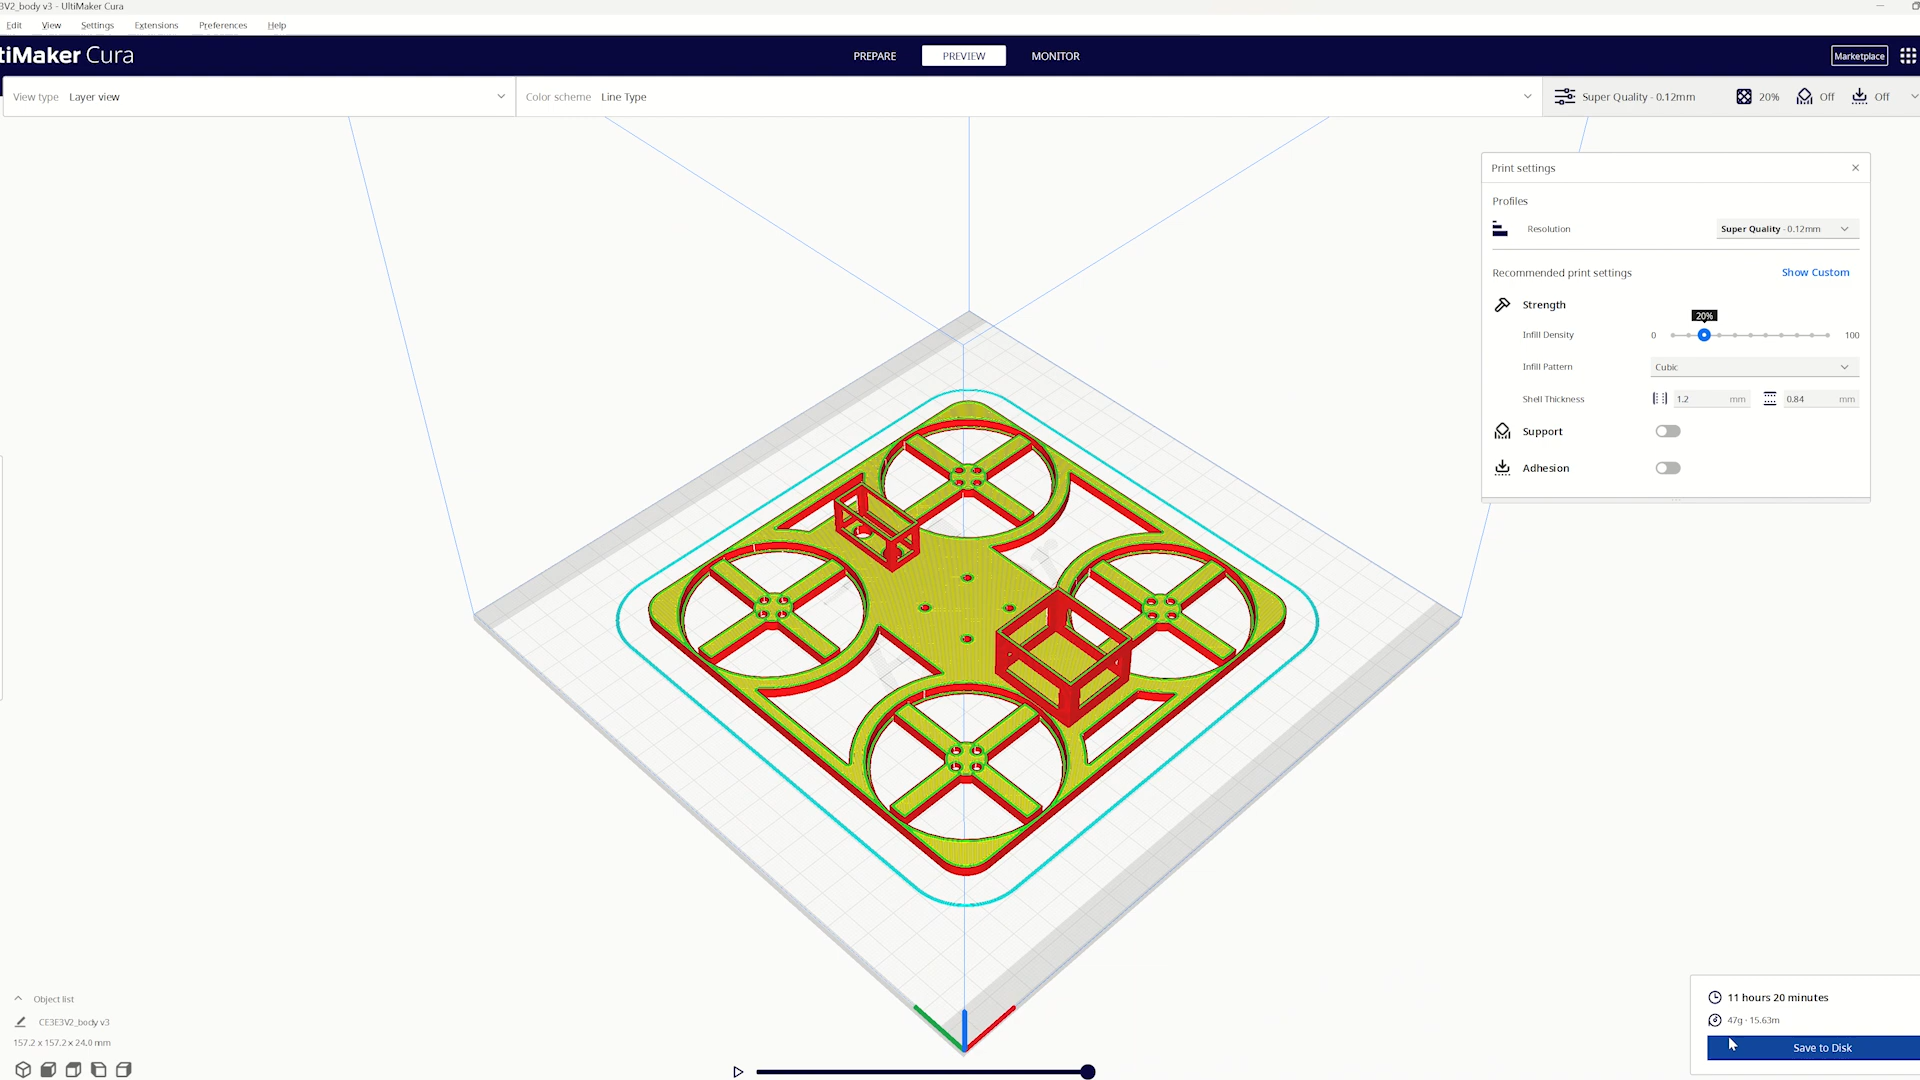 3V2_body v3 - UltiMaker Cura
Edit View Settings Extensions Preferences Help
tiMaker Cura
PREPARE PREVIEW MONITOR
Marketplace
View type Layer view
Color scheme Line Type
Super Quality - 0.12mm 20% Off Off
Print settings
Profiles
Resolution Super Quality - 0.12mm
Recommended print settings Show Custom
Strength
20%
Infill Density 0 100
Infill Pattern Cubic
Shell Thickness 1.2 mm 0.84 mm
Support
Adhesion
Object list
CE3E3V2_body v3
157.2 x 157.2 x 24.0 mm
11 hours 20 minutes
47g · 15.63m
Save to Disk